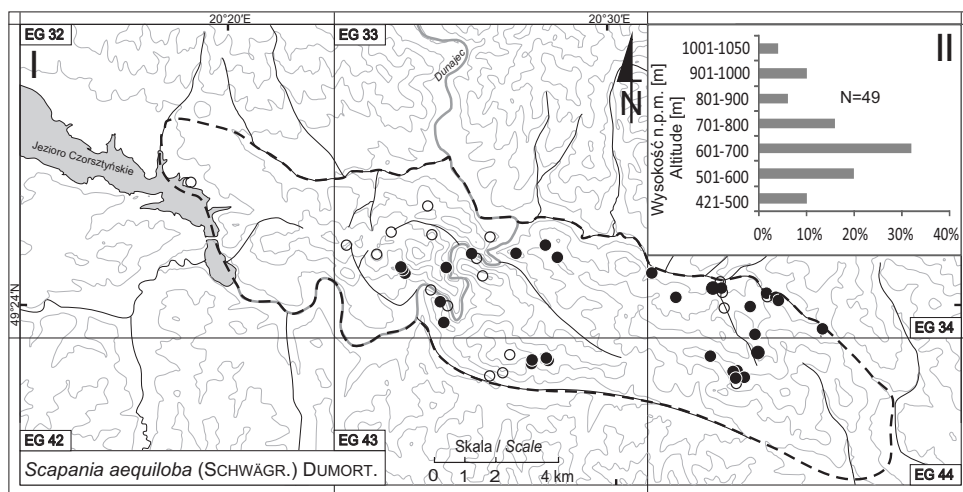 20°20'E
20°30'E
EG 32
EG 33
I
Dunajec
N
Jezioro Czorsztyńskie
49°24'N
EG 34
EG 42
EG 43
EG 44
Skala / Scale
0 1 2 4 km
Scapania aequiloba (SCHWÄGR.) DUMORT.
II
Wysokość n.p.m. [m]
Altitude [m]
1001-1050
901-1000
801-900
701-800
601-700
501-600
421-500
N=49
0% 10% 20% 30% 40%